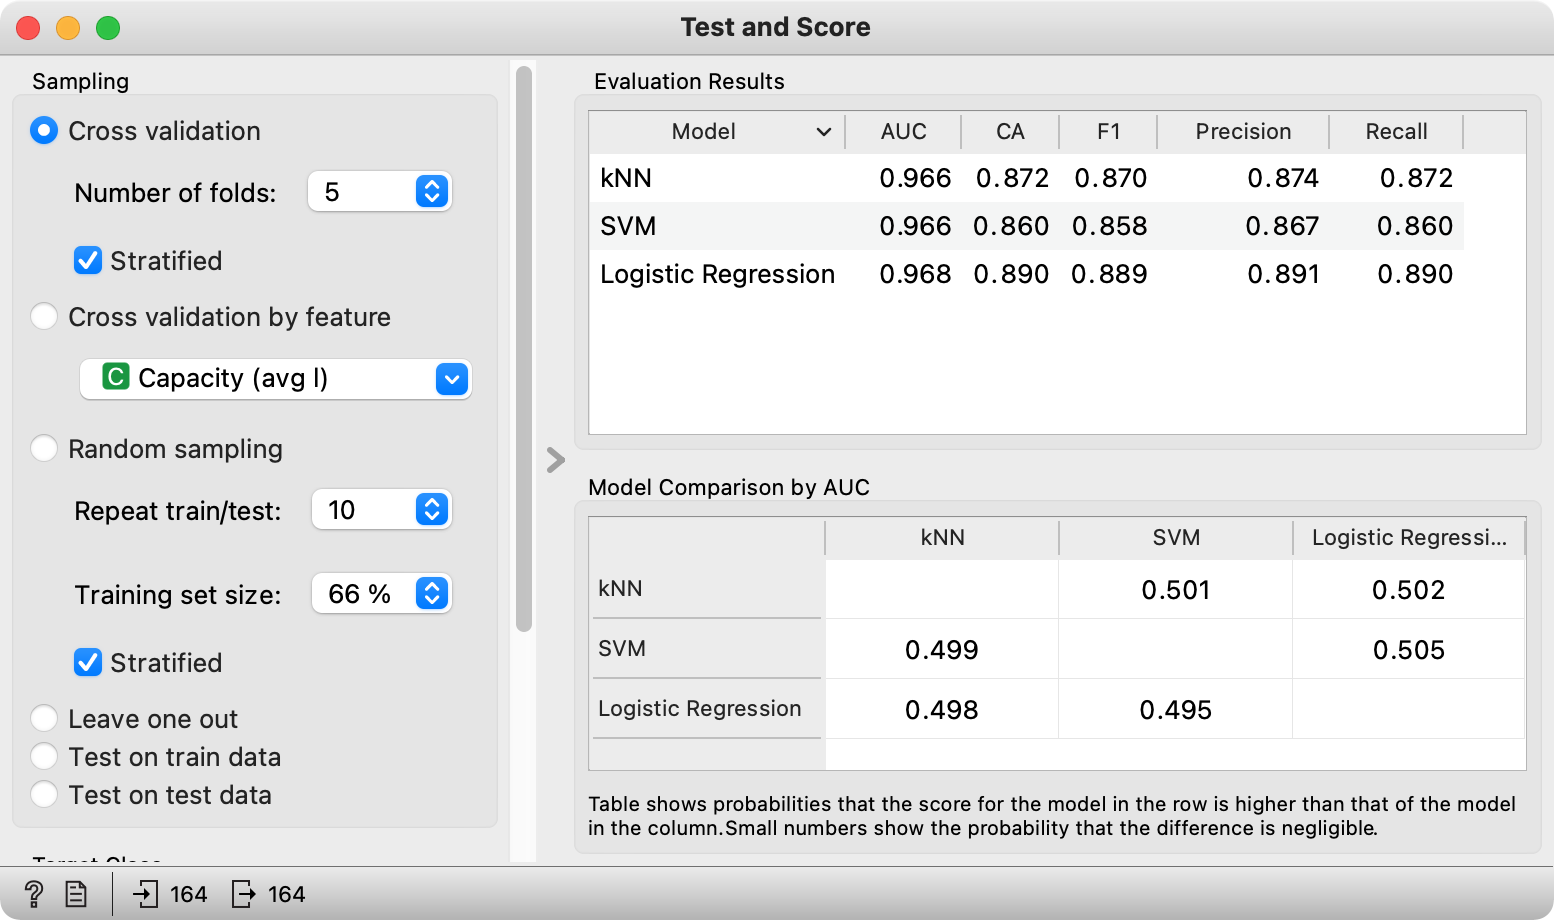 Test and Score
Sampling
Cross validation
Number of folds: 5
Stratified
Cross validation by feature
C Capacity (avg l)
Random sampling
Repeat train/test: 10
Training set size: 66 %
Stratified
Leave one out
Test on train data
Test on test data
Target Class
Evaluation Results
Model AUC CA F1 Precision Recall
kNN 0.966 0.872 0.870 0.874 0.872
SVM 0.966 0.860 0.858 0.867 0.860
Logistic Regression 0.968 0.890 0.889 0.891 0.890
Model Comparison by AUC
kNN SVM Logistic Regressi...
kNN 0.501 0.502
SVM 0.499 0.505
Logistic Regression 0.498 0.495
Table shows probabilities that the score for the model in the row is higher than that of the model
in the column.Small numbers show the probability that the difference is negligible.
? 164 164